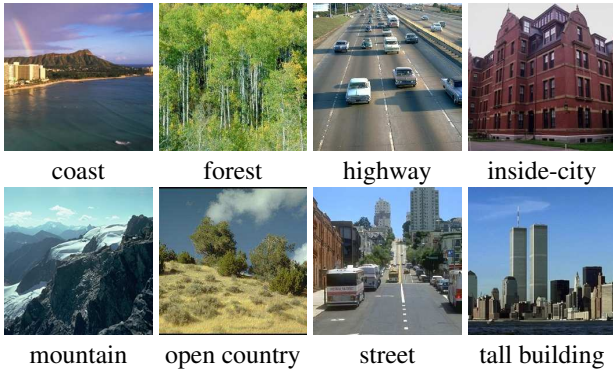 coast
forest
highway
inside-city
mountain
open country
street
tall building